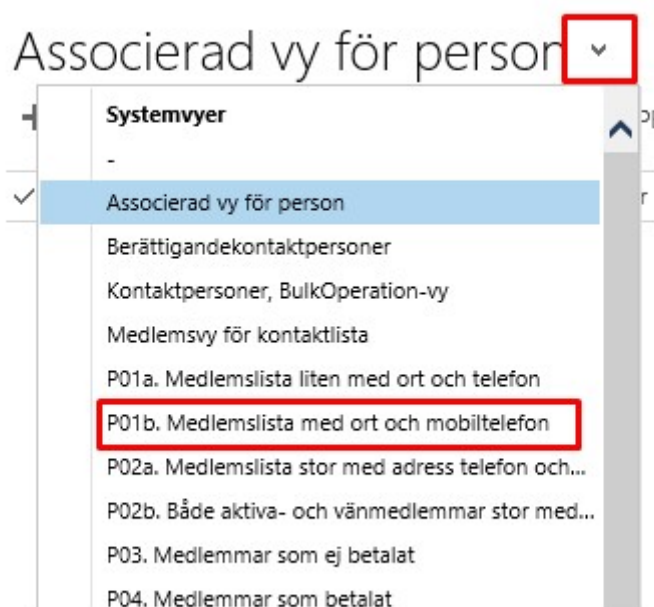 Associerad vy för person
Systemvyer
-
Associerad vy för person
Berättigandekontaktpersoner
Kontaktpersoner, BulkOperation-vy
Medlemsvy för kontaktlista
P01a. Medlemslista liten med ort och telefon
P01b. Medlemslista med ort och mobiltelefon
P02a. Medlemslista stor med adress telefon och...
P02b. Både aktiva- och vänmedlemmar stor med...
P03. Medlemmar som ej betalat
P04. Medlemmar som betalat